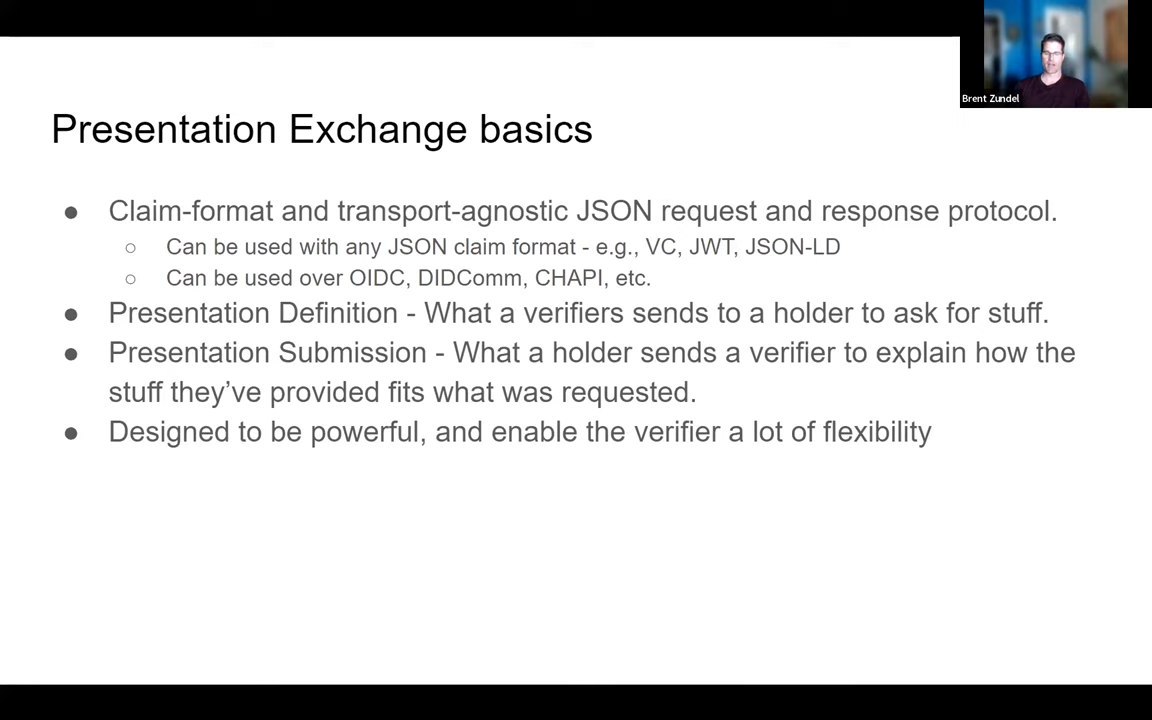 Brent Zundel
Presentation Exchange basics
● Claim-format and transport-agnostic JSON request and response protocol.
○ Can be used with any JSON claim format - e.g., VC, JWT, JSON-LD
○ Can be used over OIDC, DIDComm, CHAPI, etc.
● Presentation Definition - What a verifiers sends to a holder to ask for stuff.
● Presentation Submission - What a holder sends a verifier to explain how the
stuff they’ve provided fits what was requested.
● Designed to be powerful, and enable the verifier a lot of flexibility